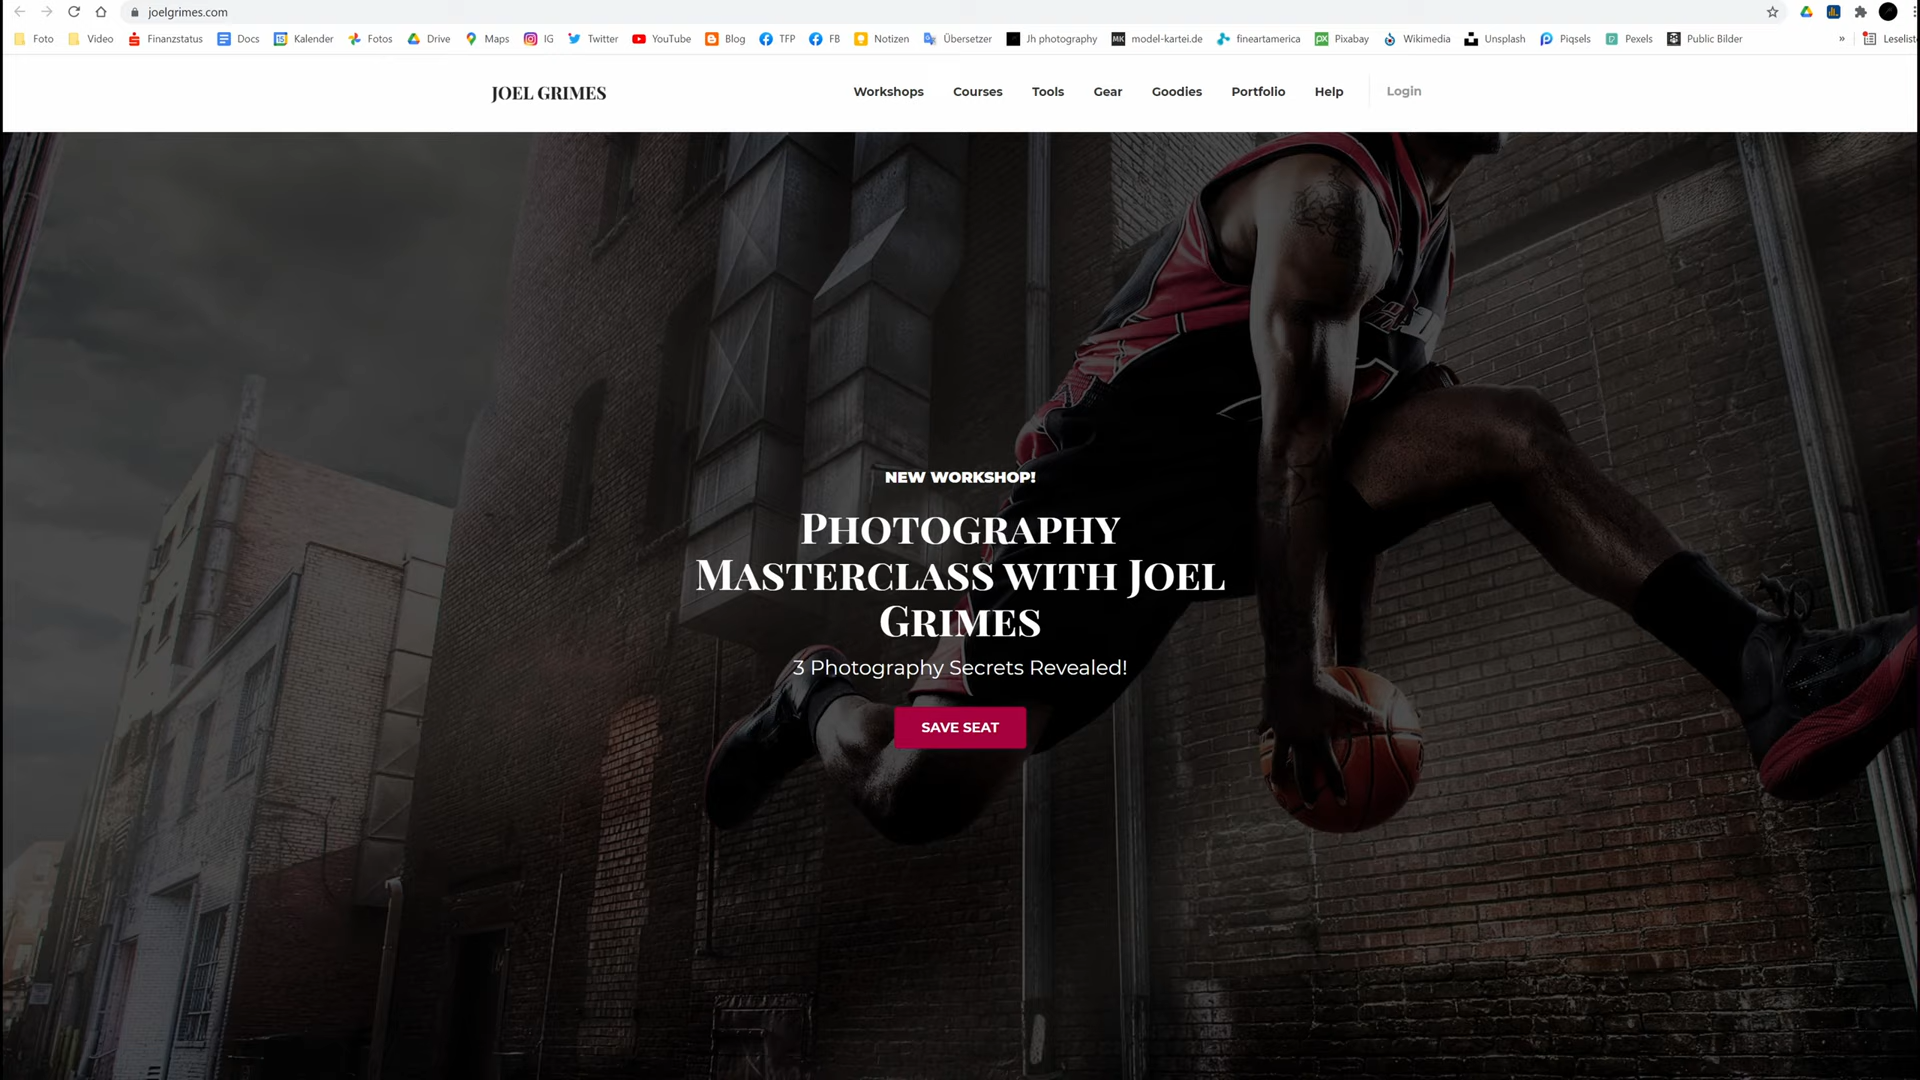 joelgrimes.com
Foto Video Finanzstatus Docs Kalender Fotos Drive Maps IG Twitter YouTube Blog TFP FB Notizen Übersetzer Jh photography model-kartei.de fineartamerica Pixabay Wikimedia Unsplash Piqsels Pexels Public Bilder » Leselist
JOEL GRIMES Workshops Courses Tools Gear Goodies Portfolio Help Login
NEW WORKSHOP!
PHOTOGRAPHY
MASTERCLASS WITH JOEL
GRIMES
3 Photography Secrets Revealed!
SAVE SEAT